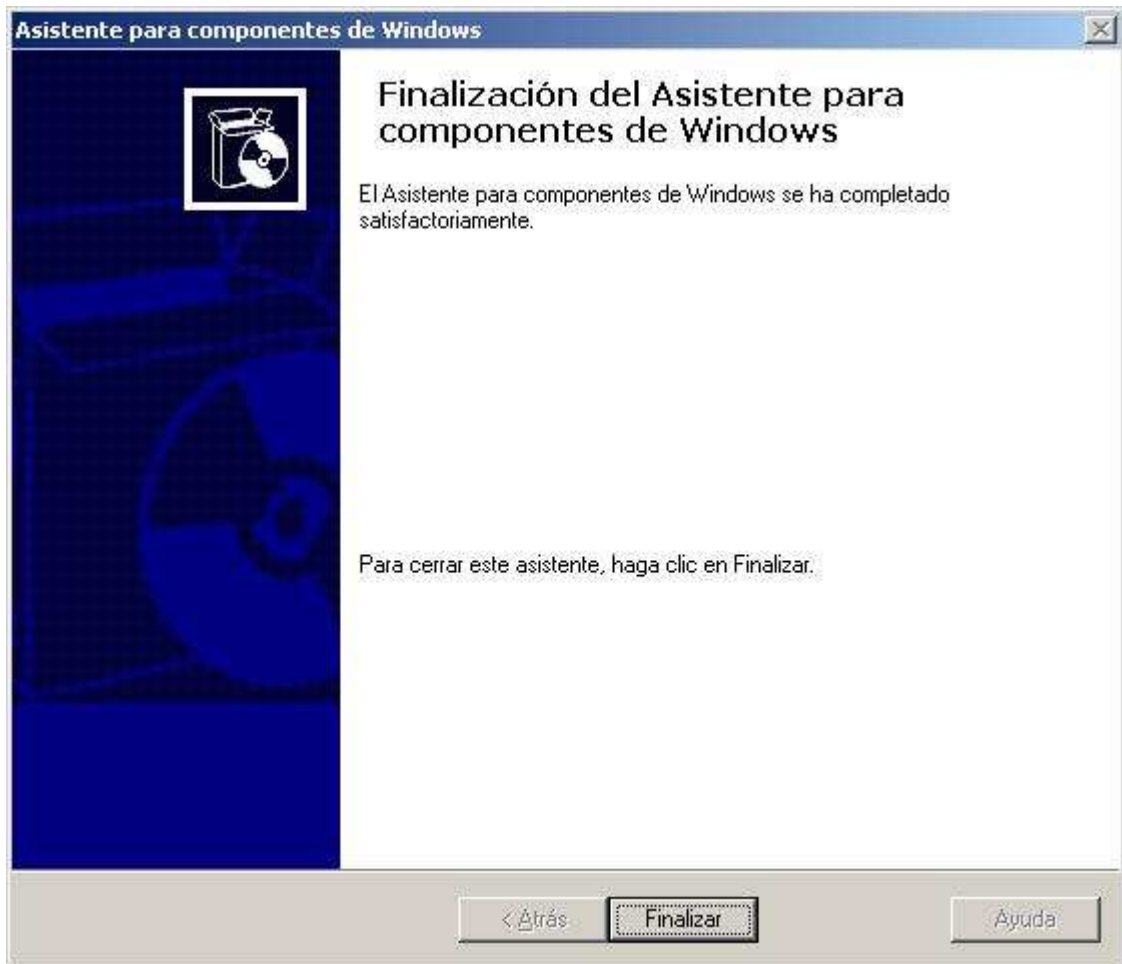 Asistente para componentes de Windows
Finalización del Asistente para
componentes de Windows
El Asistente para componentes de Windows se ha completado
satisfactoriamente.
Para cerrar este asistente, haga clic en Finalizar.
< Atrás
Finalizar
Ayuda